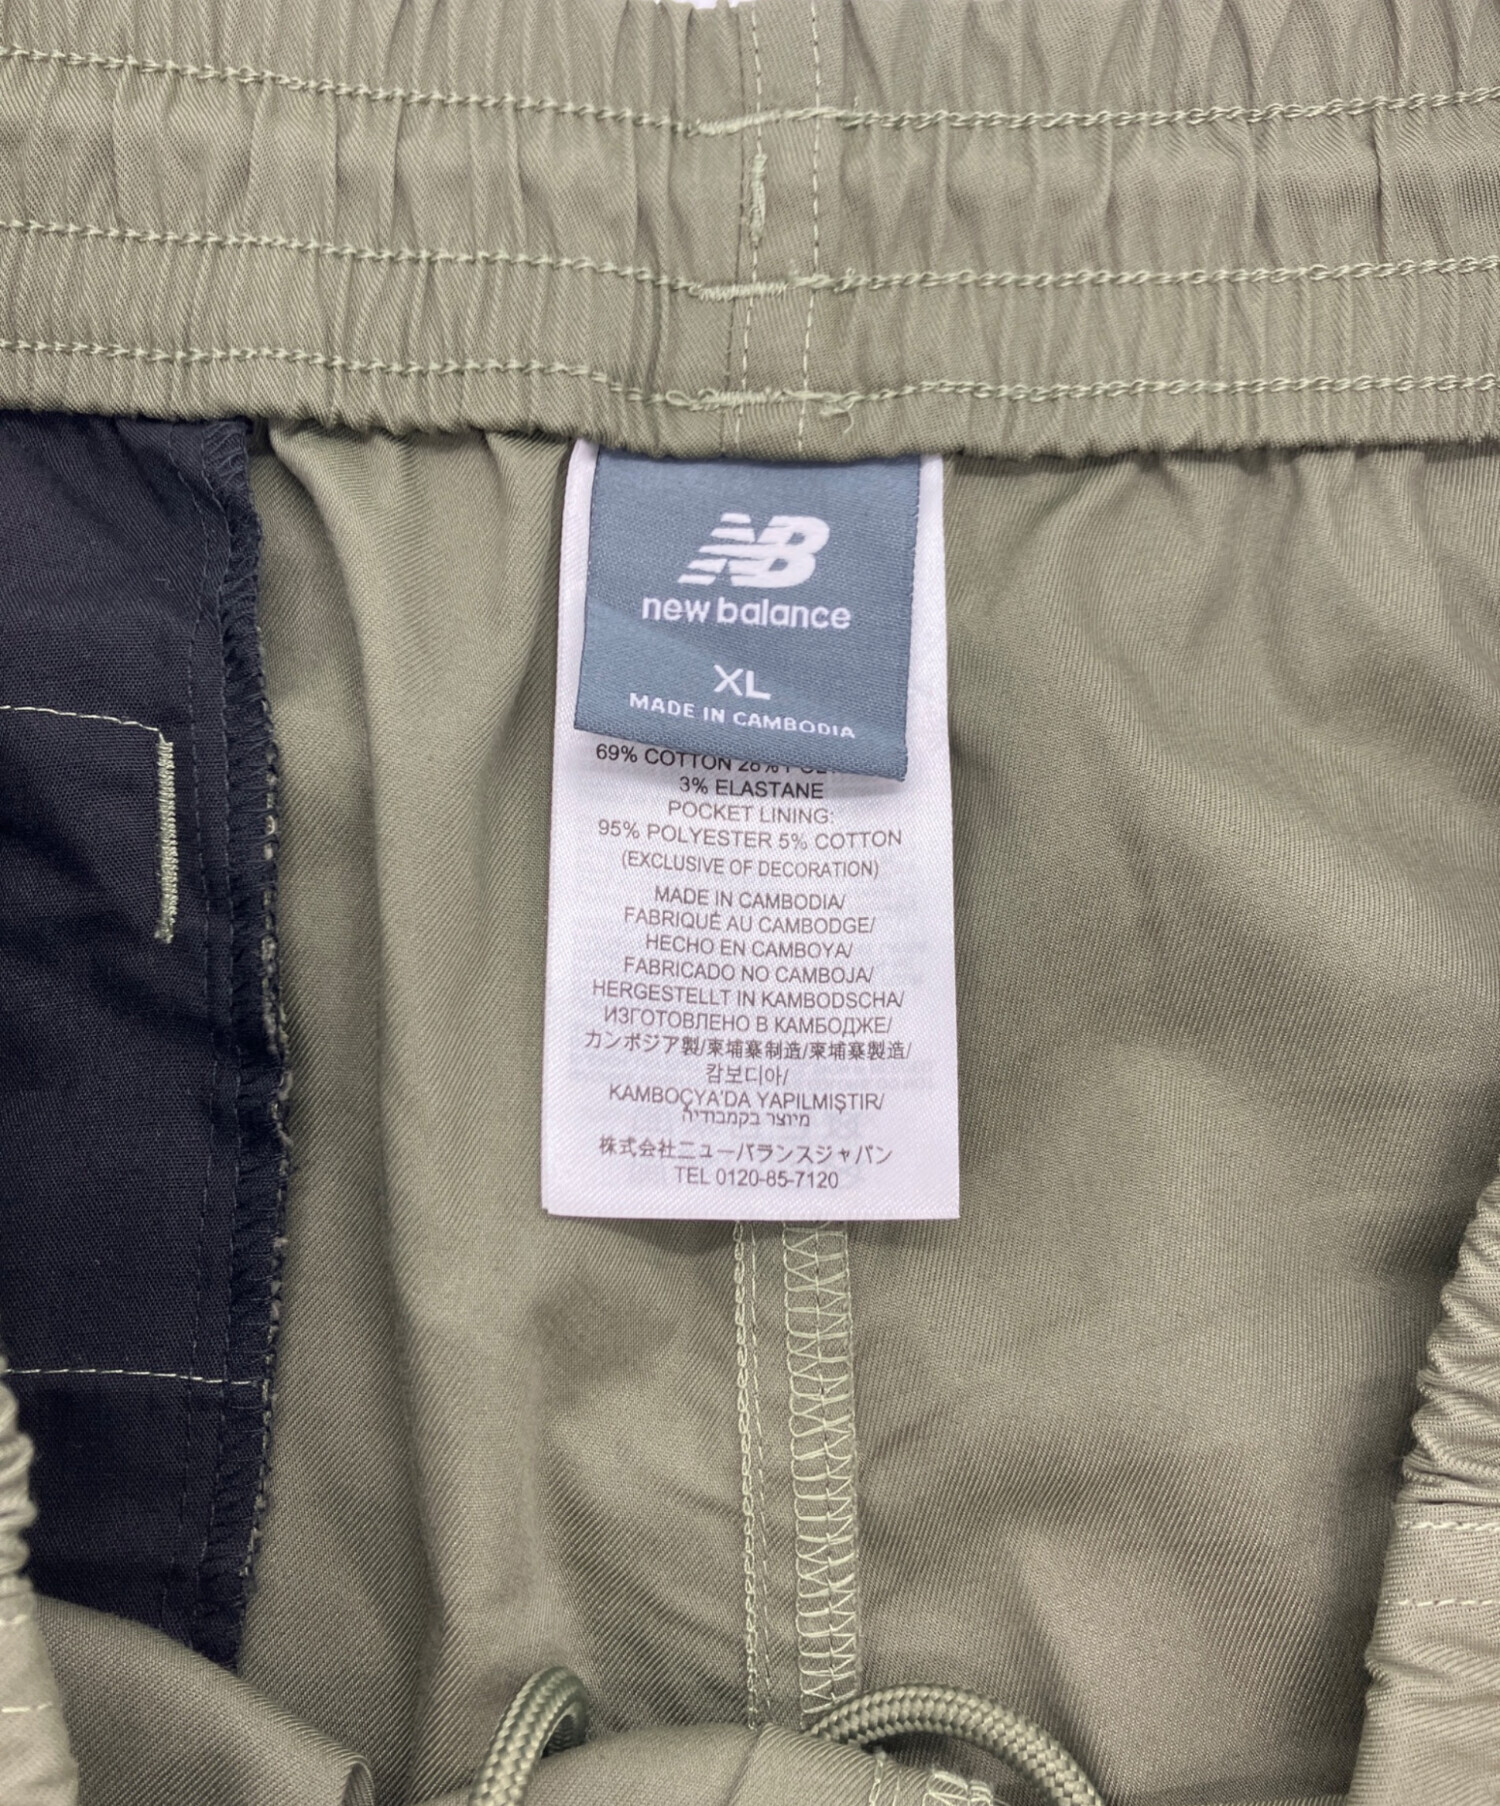 NB
new balance
XL
MADE IN CAMBODIA
69% COTTON 28%
3% ELASTANE
POCKET LINING:
95% POLYESTER 5% COTTON
(EXCLUSIVE OF DECORATION)
MADE IN CAMBODIA/
FABRIQUÉ AU CAMBODGE/
HECHO EN CAMBOYA/
FABRICADO NO CAMBOJA/
HERGESTELLT IN KAMBODSCHA/
ИЗГОТОВЛЕНО В КАМБОДЖЕ/
カンボジア製/柬埔寨制造/柬埔寨製造/
캄보디아/
KAMBOÇYA'DA YAPILMIŞTIR/
מיוצר בקמבודיה
株式会社ニューバランスジャパン
TEL 0120-85-7120